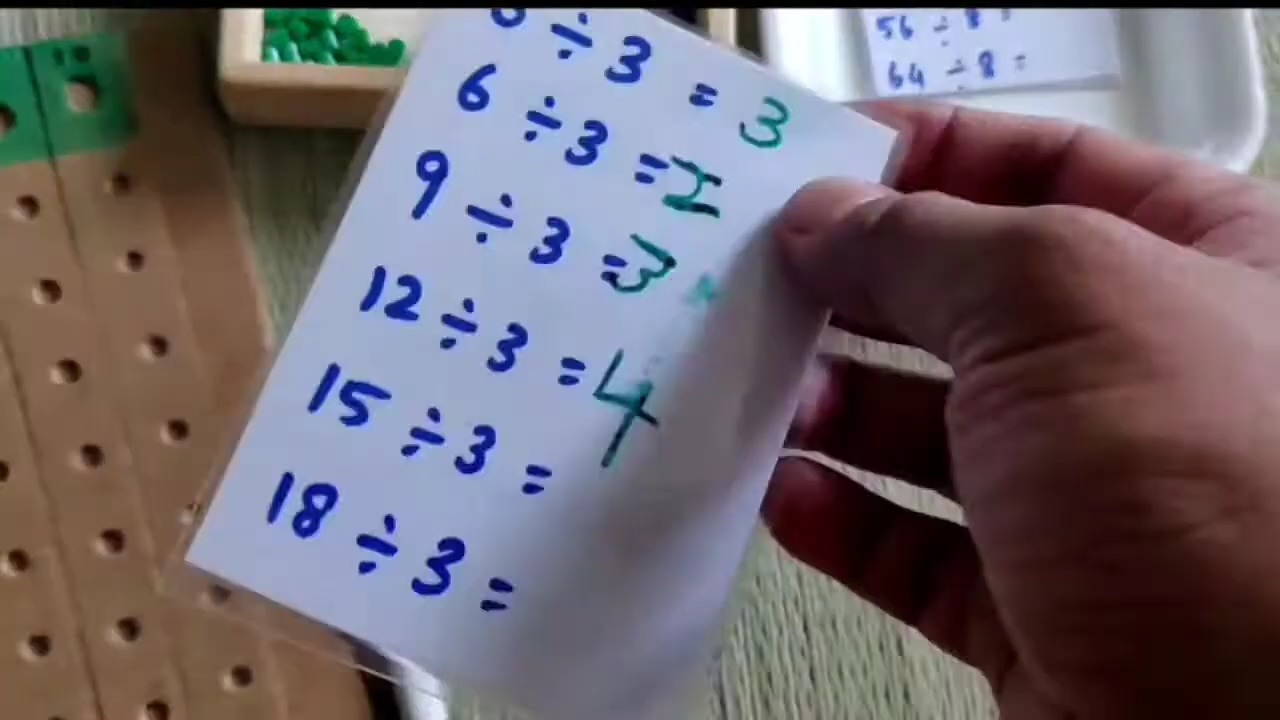 ÷ 3 = 3
6 ÷ 3 = 2
9 ÷ 3 = 3
12 ÷ 3 = 4
15 ÷ 3 =
18 ÷ 3 =
56 ÷ 8 =
64 ÷ 8 =